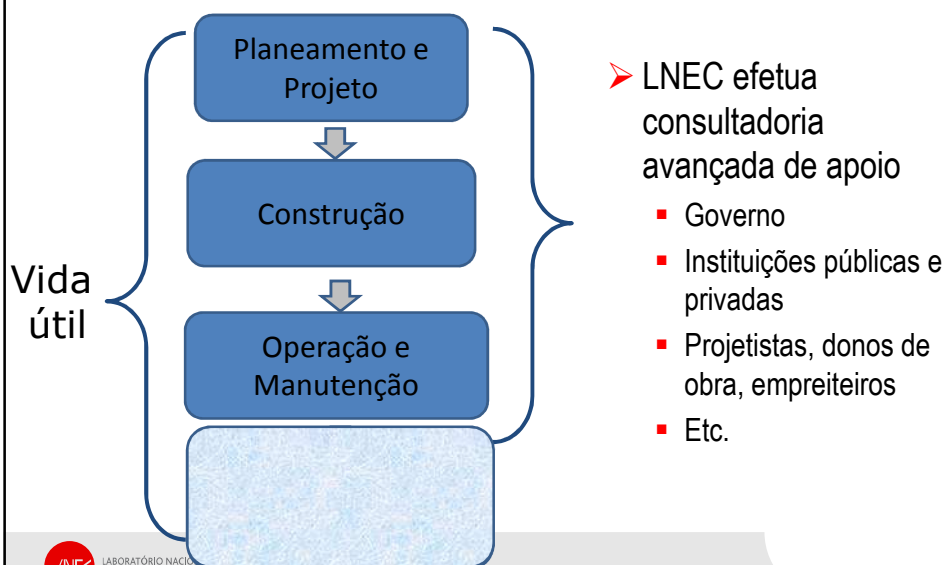 Planeamento e
Projeto
Construção
Vida
útil
Operação e
Manutenção
LNEC efetua
consultadoria
avançada de apoio
Governo
Instituições públicas e
privadas
Projetistas, donos de
obra, empreiteiros
Etc.
LABORATÓRIO